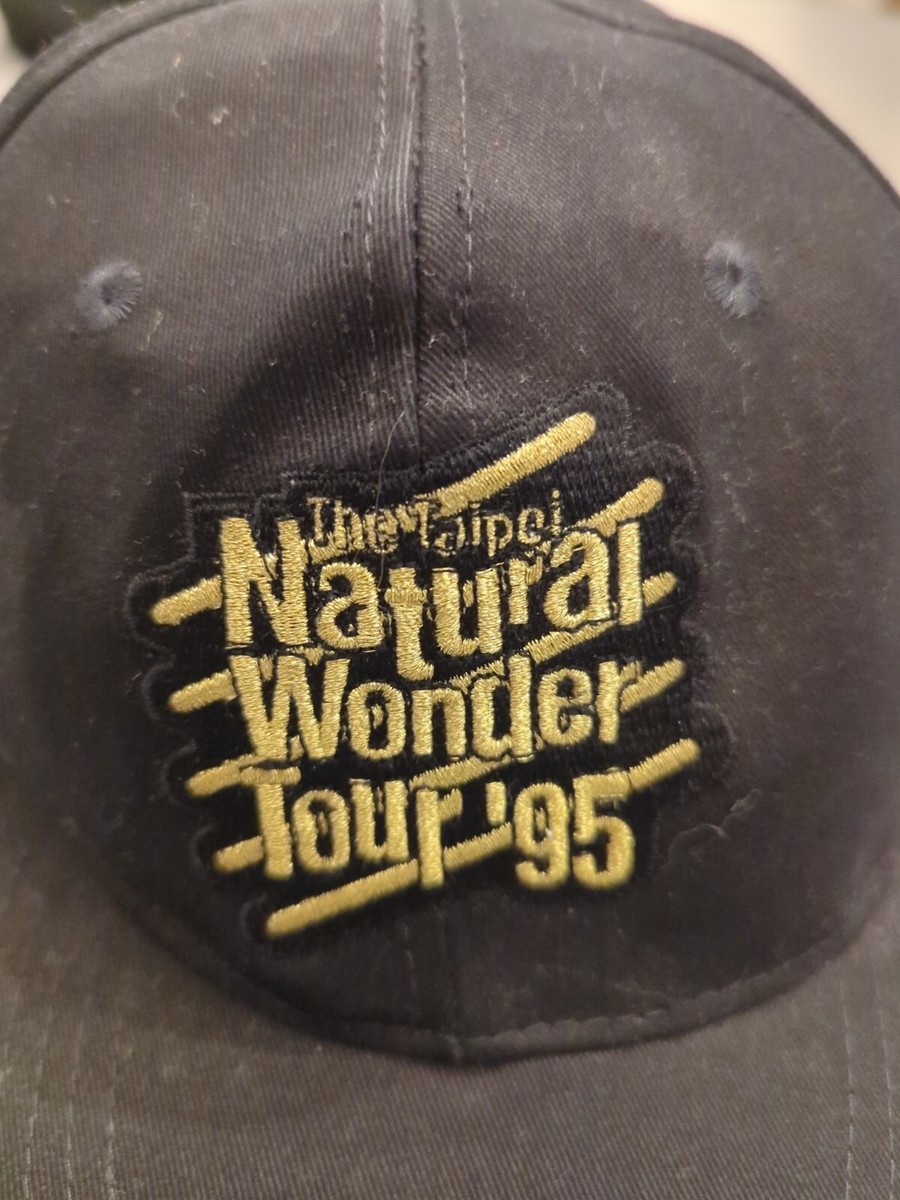 The Taipei
Natural
Wonder
Tour '95